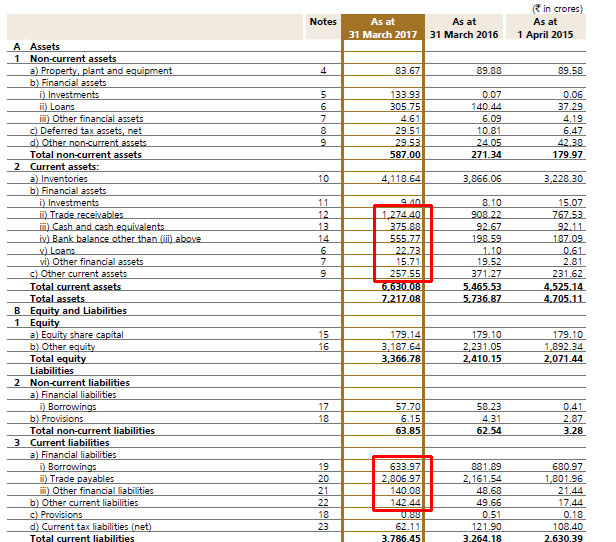 (₹ in crores)
Notes As at 31 March 2017 As at 31 March 2016 As at 1 April 2015
A Assets
1 Non-current assets
a) Property, plant and equipment 4 83.67 89.88 89.58
b) Financial assets
i) Investments 5 133.93 0.07 0.06
ii) Loans 6 305.75 140.44 37.29
iii) Other financial assets 7 4.61 6.09 4.19
c) Deferred tax assets, net 8 29.51 10.81 6.47
d) Other non-current assets 9 29.53 24.05 42.38
Total non-current assets 587.00 271.34 179.97
2 Current assets:
a) Inventories 10 4,118.64 3,866.06 3,228.30
b) Financial assets
i) Investments 11 9.40 8.10 15.07
ii) Trade receivables 12 1,274.40 908.22 767.53
iii) Cash and cash equivalents 13 375.88 92.67 92.11
iv) Bank balance other than (iii) above 14 555.77 198.59 187.09
v) Loans 6 22.73 1.10 0.61
vi) Other financial assets 7 15.71 19.52 2.81
c) Other current assets 9 257.55 371.27 231.62
Total current assets 6,630.08 5,465.53 4,525.14
Total assets 7,217.08 5,736.87 4,705.11
B Equity and Liabilities
1 Equity
a) Equity share capital 15 179.14 179.10 179.10
b) Other equity 16 3,187.64 2,231.05 1,892.34
Total equity 3,366.78 2,410.15 2,071.44
Liabilities
2 Non-current liabilities
a) Financial liabilities
i) Borrowings 17 57.70 58.23 0.41
b) Provisions 18 6.15 4.31 2.87
Total non-current liabilities 63.85 62.54 3.28
3 Current liabilities
a) Financial liabilities
i) Borrowings 19 633.97 881.89 680.97
ii) Trade payables 20 2,806.97 2,161.54 1,801.96
iii) Other financial liabilities 21 140.08 48.68 21.44
b) Other current liabilities 22 142.44 49.66 17.44
c) Provisions 18 0.88 0.51 0.18
d) Current tax liabilities (net) 23 62.11 121.90 108.40
Total current liabilities 3,786.45 3,264.18 2,630.39